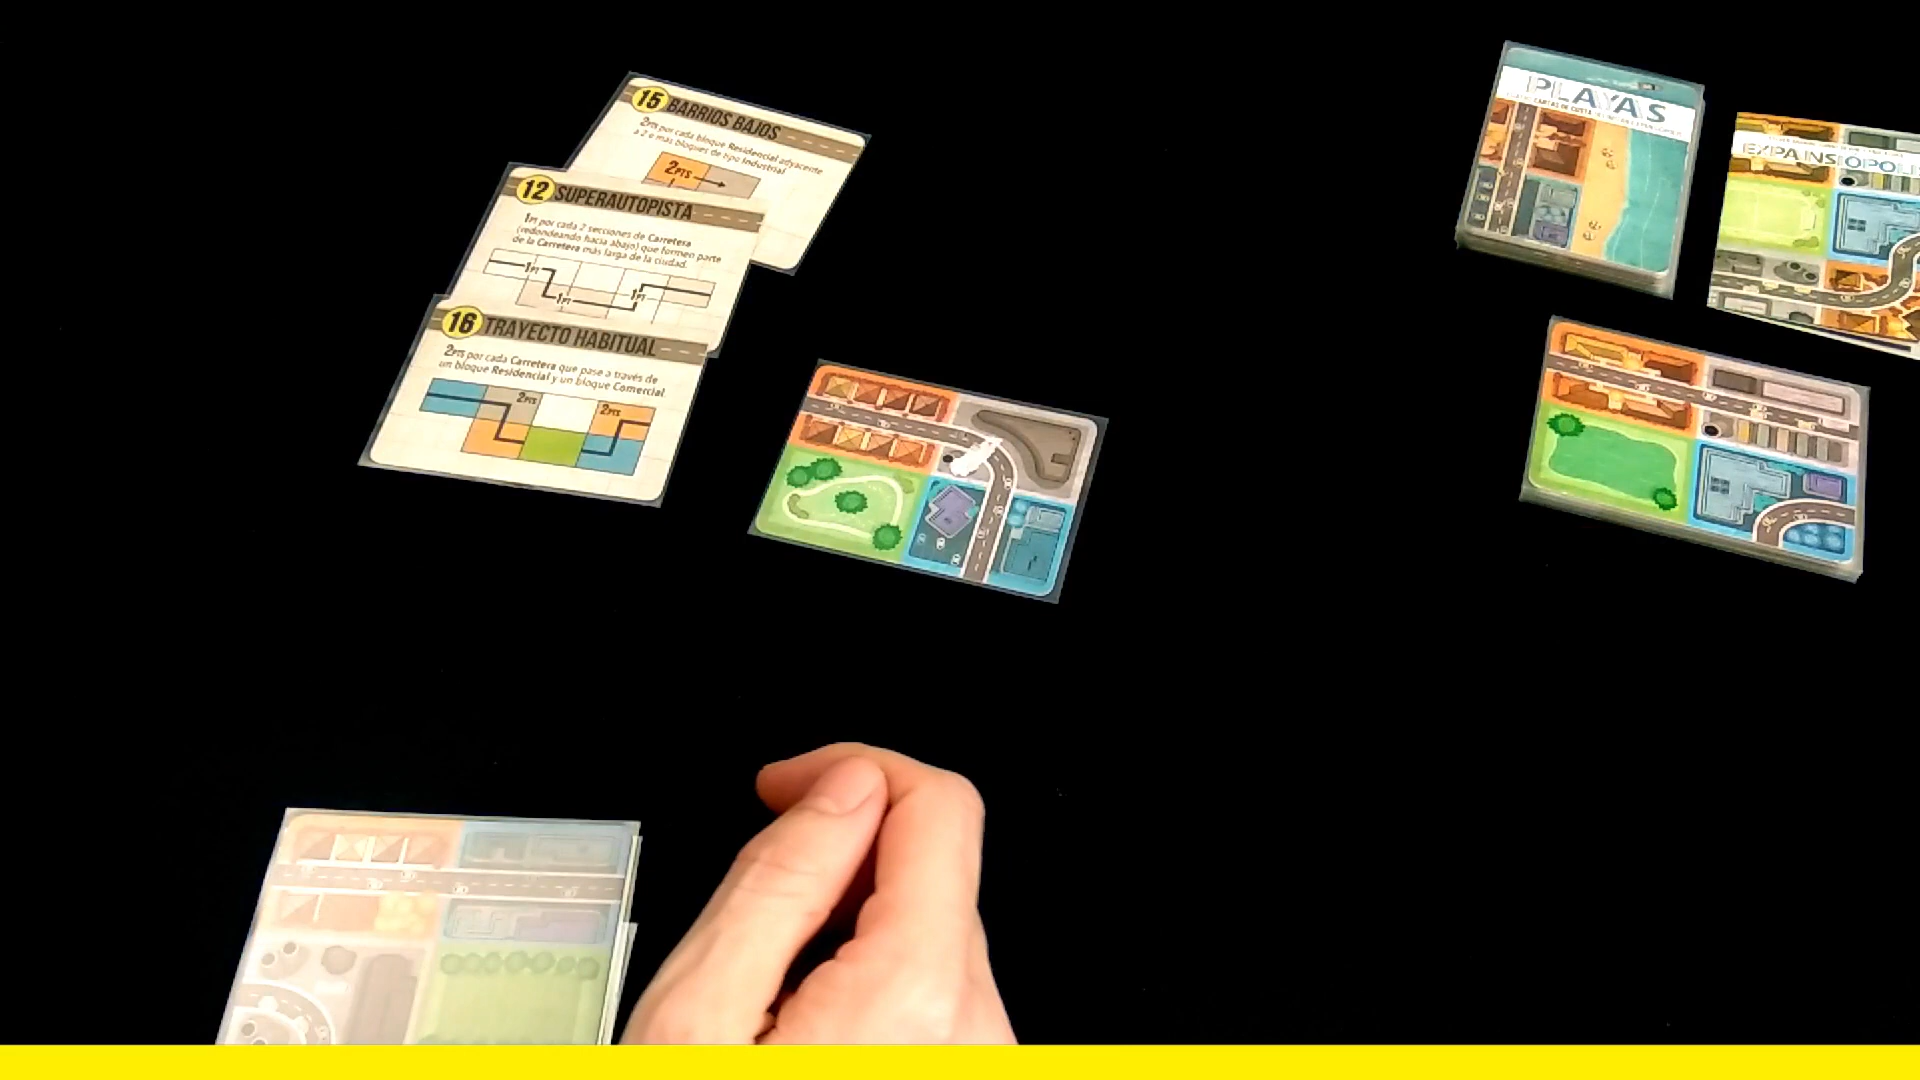 15 BARRIOS BAJOS
2PTS por cada bloque Residencial adyacente
a 2 o más bloques de tipo Industrial
2PTS
12 SUPERAUTOPISTA
1PT por cada 2 secciones de Carretera
(redondeando hacia abajo) que formen parte
de la Carretera más larga de la ciudad.
1PT
1PT
1PT
16 TRAYECTO HABITUAL
2PTS por cada Carretera que pase a través de
un bloque Residencial y un bloque Comercial.
2PTS
2PTS
PLAYAS